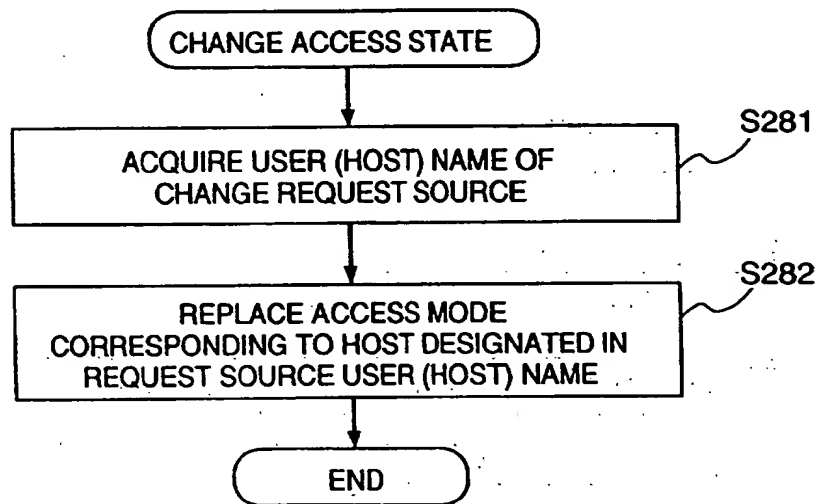 CHANGE ACCESS STATE
S281
ACQUIRE USER (HOST) NAME OF
CHANGE REQUEST SOURCE
S282
REPLACE ACCESS MODE
CORRESPONDING TO HOST DESIGNATED IN
REQUEST SOURCE USER (HOST) NAME
END